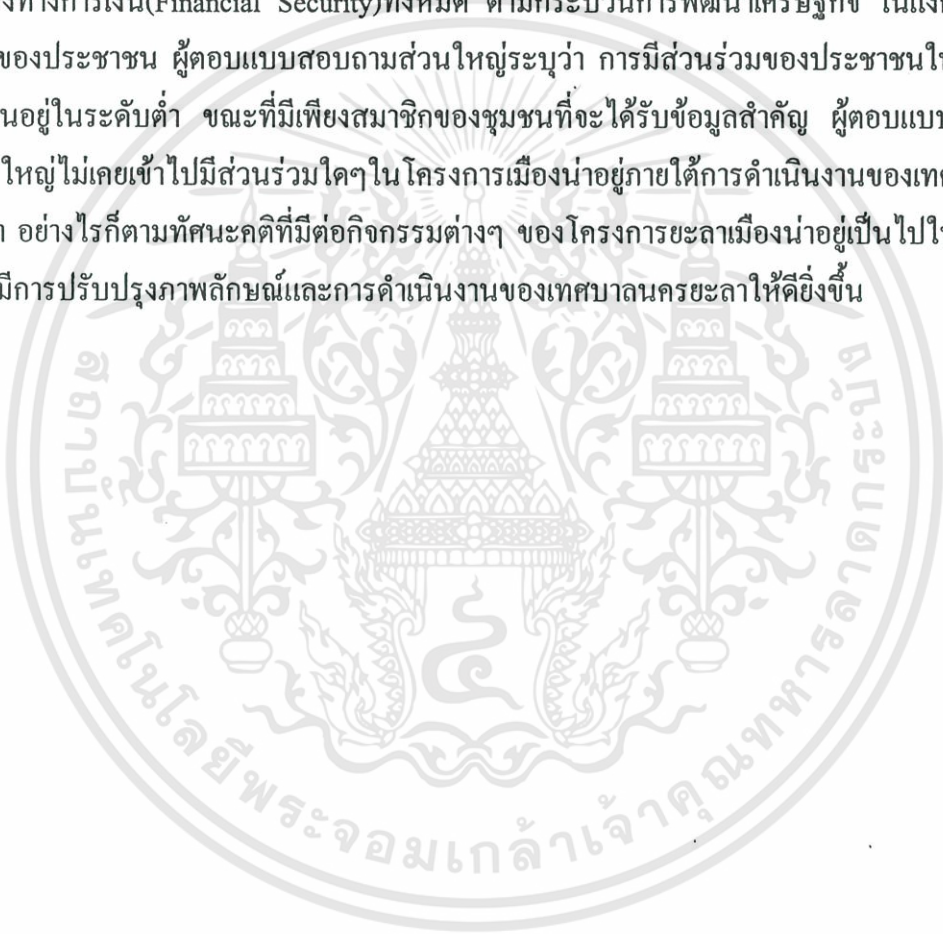 งทางการเงิน(Financial Security)ทั้งหมด ตามกระบวนการพัฒนาเศรษฐกิจ ในแง่
ของประชาชน ผู้ตอบแบบสอบถามส่วนใหญ่ระบุว่า การมีส่วนร่วมของประชาชนใ
นอยู่ในระดับต่ำ ขณะที่มีเพียงสมาชิกของชุมชนที่จะได้รับข้อมูลสำคัญ ผู้ตอบแบบ
ใหญ่ไม่เคยเข้าไปมีส่วนร่วมใดๆในโครงการเมืองน่าอยู่ภายใต้การดำเนินงานของเท
า อย่างไรก็ตามทัศนะคติที่มีต่อกิจกรรมต่างๆ ของโครงการยะลาเมืองน่าอยู่เป็นไปใ
มีการปรับปรุงภาพลักษณ์และการดำเนินงานของเทศบาลนครยะลาให้ดียิ่งขึ้น
สถาบันเทคโนโลยีพระจอมเกล้าเจ้าคุณทหารลาดกระบัง